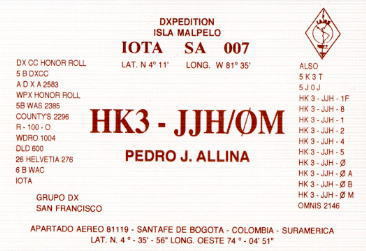 DXPEDITION
ISLA MALPELO
IOTA SA 007
LAT. N 4° 11' LONG. W 81° 35'
DX CC HONOR ROLL
5 B DXCC
A D X A 2583
WPX HONOR ROLL
5B WAS 2385
COUNTY'S 2296
R - 100 - O
WDRO 1004
DLD 600
26 HELVETIA 276
6 B WAC
IOTA
HK3 - JJH/ØM
PEDRO J. ALLINA
ALSO
5 K 3 T
5 J 0 J
HK 3 - JJH - 1F
HK 3 - JJH - 8
HK 3 - JJH - 1
HK 3 - JJH - 2
HK 3 - JJH - 4
HK 3 - JJH - 5
HK 3 - JJH - Ø
HK 3 - JJH - Ø A
HK 3 - JJH - Ø B
HK 3 - JJH - Ø M
OMNIS 2146
GRUPO DX
SAN FRANCISCO
APARTADO AEREO 81119 - SANTAFE DE BOGOTA - COLOMBIA - SURAMERICA
LAT. N. 4 ° - 35' - 56" LONG. OESTE 74 ° - 04' 51"